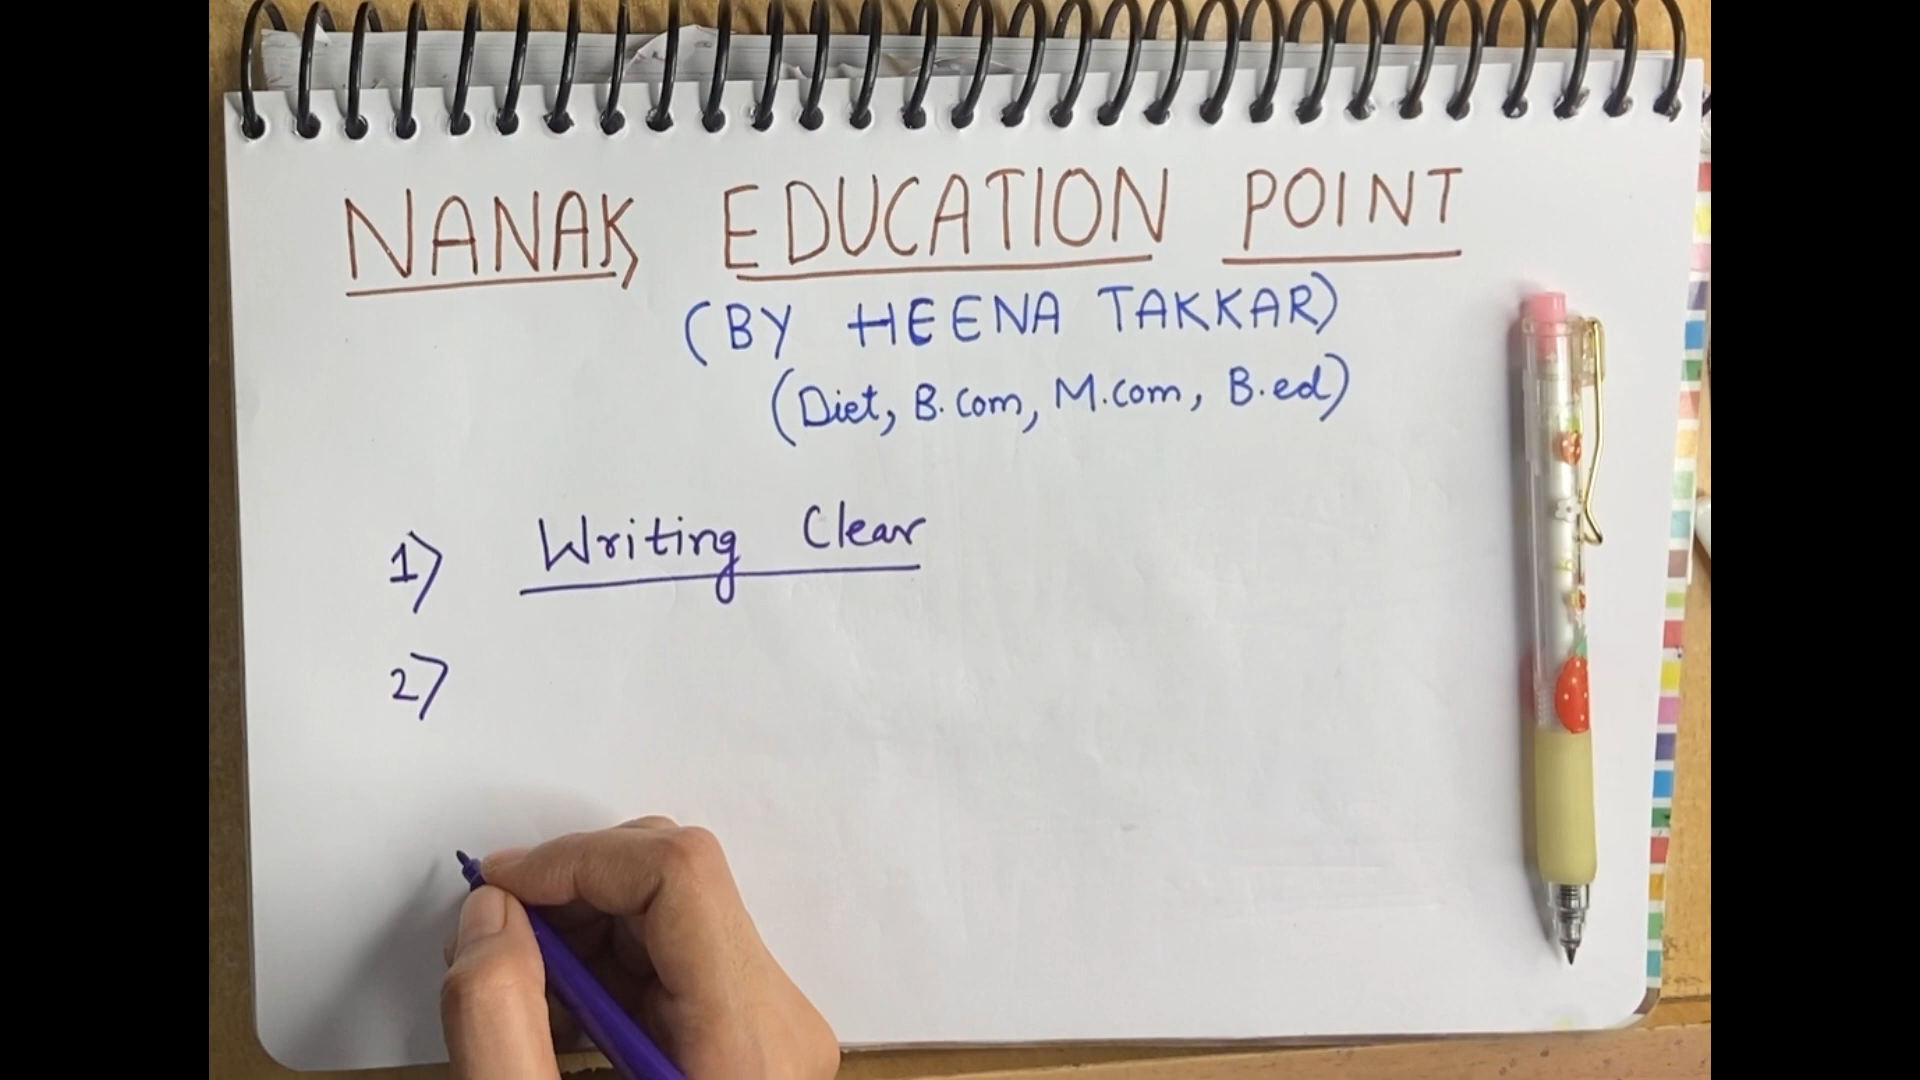 NANAK EDUCATION POINT
(BY HEENA TAKKAR)
(Diet, B.Com, M.Com, B.ed)
1) Writing Clear
2)